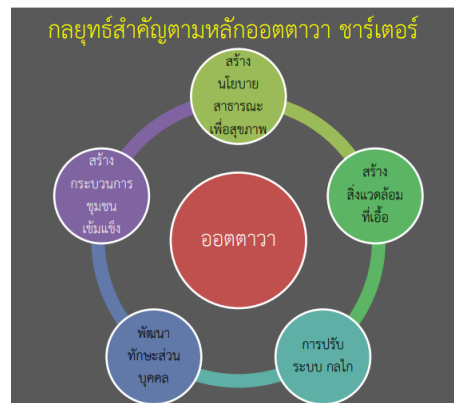 กลยุทธ์สำคัญตามหลักออตตาวา ชาร์เตอร์
สร้าง
นโยบาย
สาธารณะ
เพื่อสุขภาพ
สร้าง
สิ่งแวดล้อม
ที่เอื้อ
การปรับ
ระบบ กลไก
พัฒนา
ทักษะส่วน
บุคคล
สร้าง
กระบวนการ
ชุมชน
เข้มแข็ง
ออตตาวา